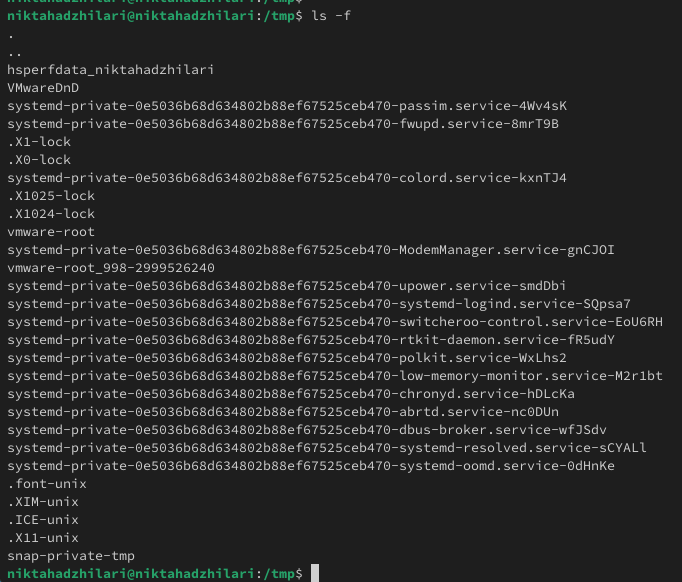 niktahadzhilari@niktahadzhilari:/tmp$ ls -f
.
..
hsperfdata_niktahadzhilari
VMwareDnD
systemd-private-0e5036b68d634802b88ef67525ceb470-passim.service-4Wv4sK
systemd-private-0e5036b68d634802b88ef67525ceb470-fwupd.service-8mrT9B
.X1-lock
.X0-lock
systemd-private-0e5036b68d634802b88ef67525ceb470-colord.service-kxnTJ4
.X1025-lock
.X1024-lock
vmware-root
systemd-private-0e5036b68d634802b88ef67525ceb470-ModemManager.service-gnCJOI
vmware-root_998-2999526240
systemd-private-0e5036b68d634802b88ef67525ceb470-upower.service-smdDbi
systemd-private-0e5036b68d634802b88ef67525ceb470-systemd-logind.service-SQpsa7
systemd-private-0e5036b68d634802b88ef67525ceb470-switcheroo-control.service-EoU6RH
systemd-private-0e5036b68d634802b88ef67525ceb470-rtkit-daemon.service-fR5udY
systemd-private-0e5036b68d634802b88ef67525ceb470-polkit.service-WxLhs2
systemd-private-0e5036b68d634802b88ef67525ceb470-low-memory-monitor.service-M2r1bt
systemd-private-0e5036b68d634802b88ef67525ceb470-chronyd.service-hDLcKa
systemd-private-0e5036b68d634802b88ef67525ceb470-abrtd.service-nc0DUn
systemd-private-0e5036b68d634802b88ef67525ceb470-dbus-broker.service-wfJSdv
systemd-private-0e5036b68d634802b88ef67525ceb470-systemd-resolved.service-sCYALl
systemd-private-0e5036b68d634802b88ef67525ceb470-systemd-oomd.service-0dHnKe
.font-unix
.XIM-unix
.ICE-unix
.X11-unix
snap-private-tmp
niktahadzhilari@niktahadzhilari:/tmp$